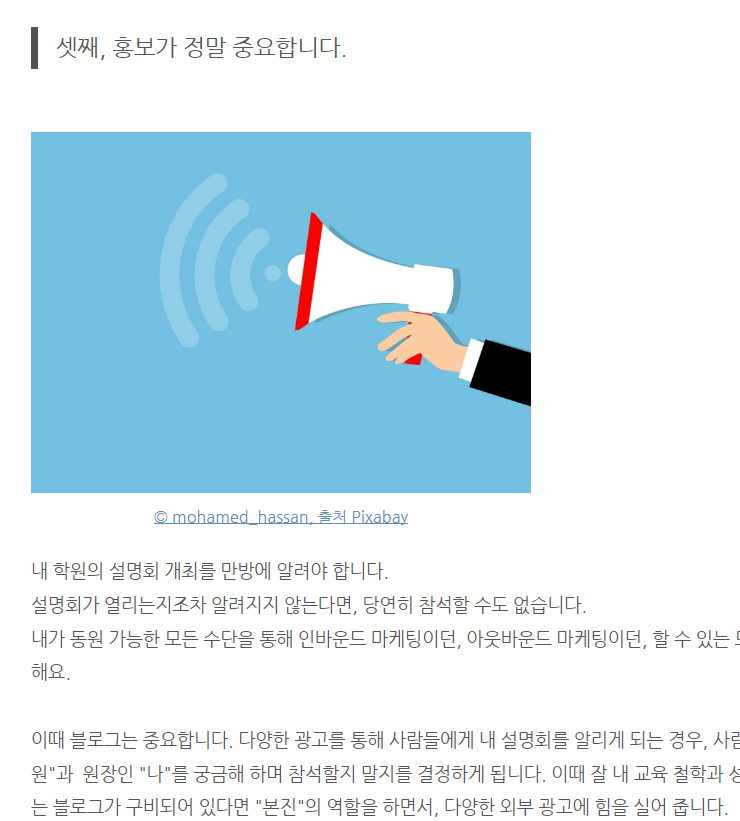 셋째, 홍보가 정말 중요합니다.
© mohamed_hassan, 출처 Pixabay
내 학원의 설명회 개최를 만방에 알려야 합니다.
설명회가 열리는지조차 알려지지 않는다면, 당연히 참석할 수도 없습니다.
내가 동원 가능한 모든 수단을 통해 인바운드 마케팅이던, 아웃바운드 마케팅이던, 할 수 있는
해요.
이때 블로그는 중요합니다. 다양한 광고를 통해 사람들에게 내 설명회를 알리게 되는 경우,
원"과 원장인 "나"를 궁금해 하며 참석할지 말지를 결정하게 됩니다. 이때 잘 내 교육 철학과
는 블로그가 구비되어 있다면 "본진"의 역할을 하면서, 다양한 외부 광고에 힘을 실어 줍니다.